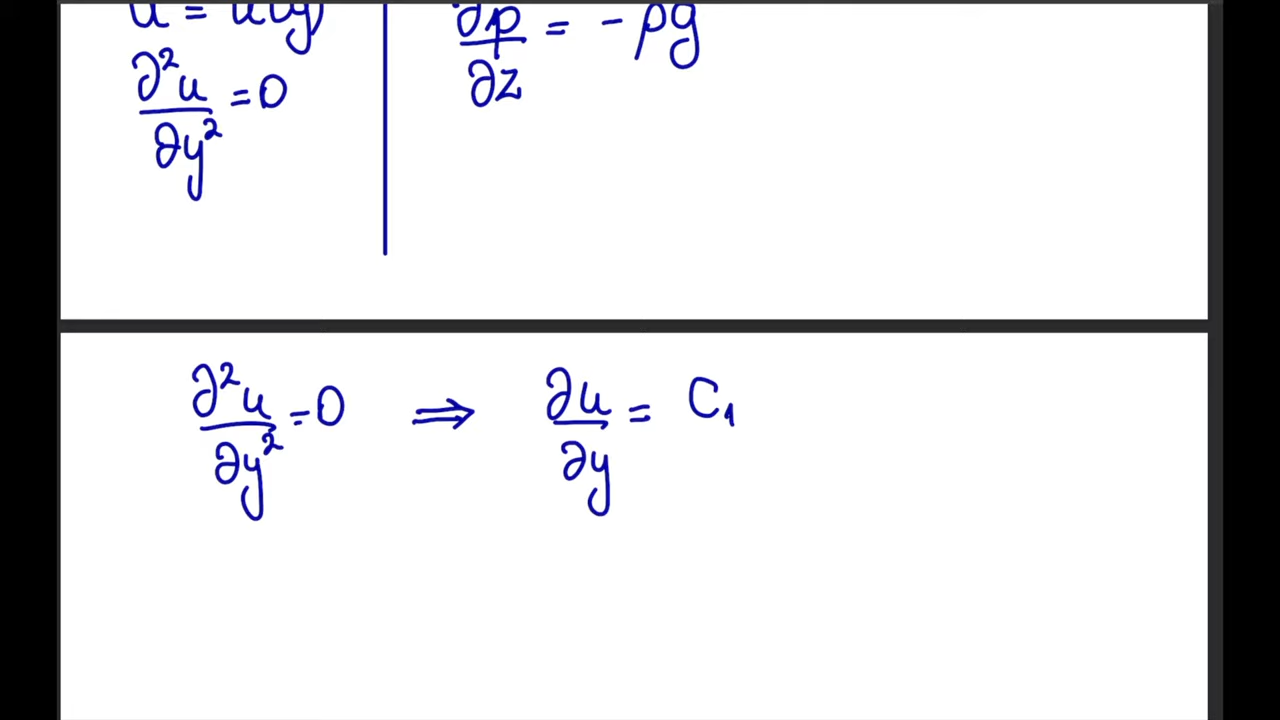 u = u(y)
∂²u/∂y² = 0
∂p/∂z = -ρg
∂²u/∂y² = 0 ⇒ ∂u/∂y = C₁